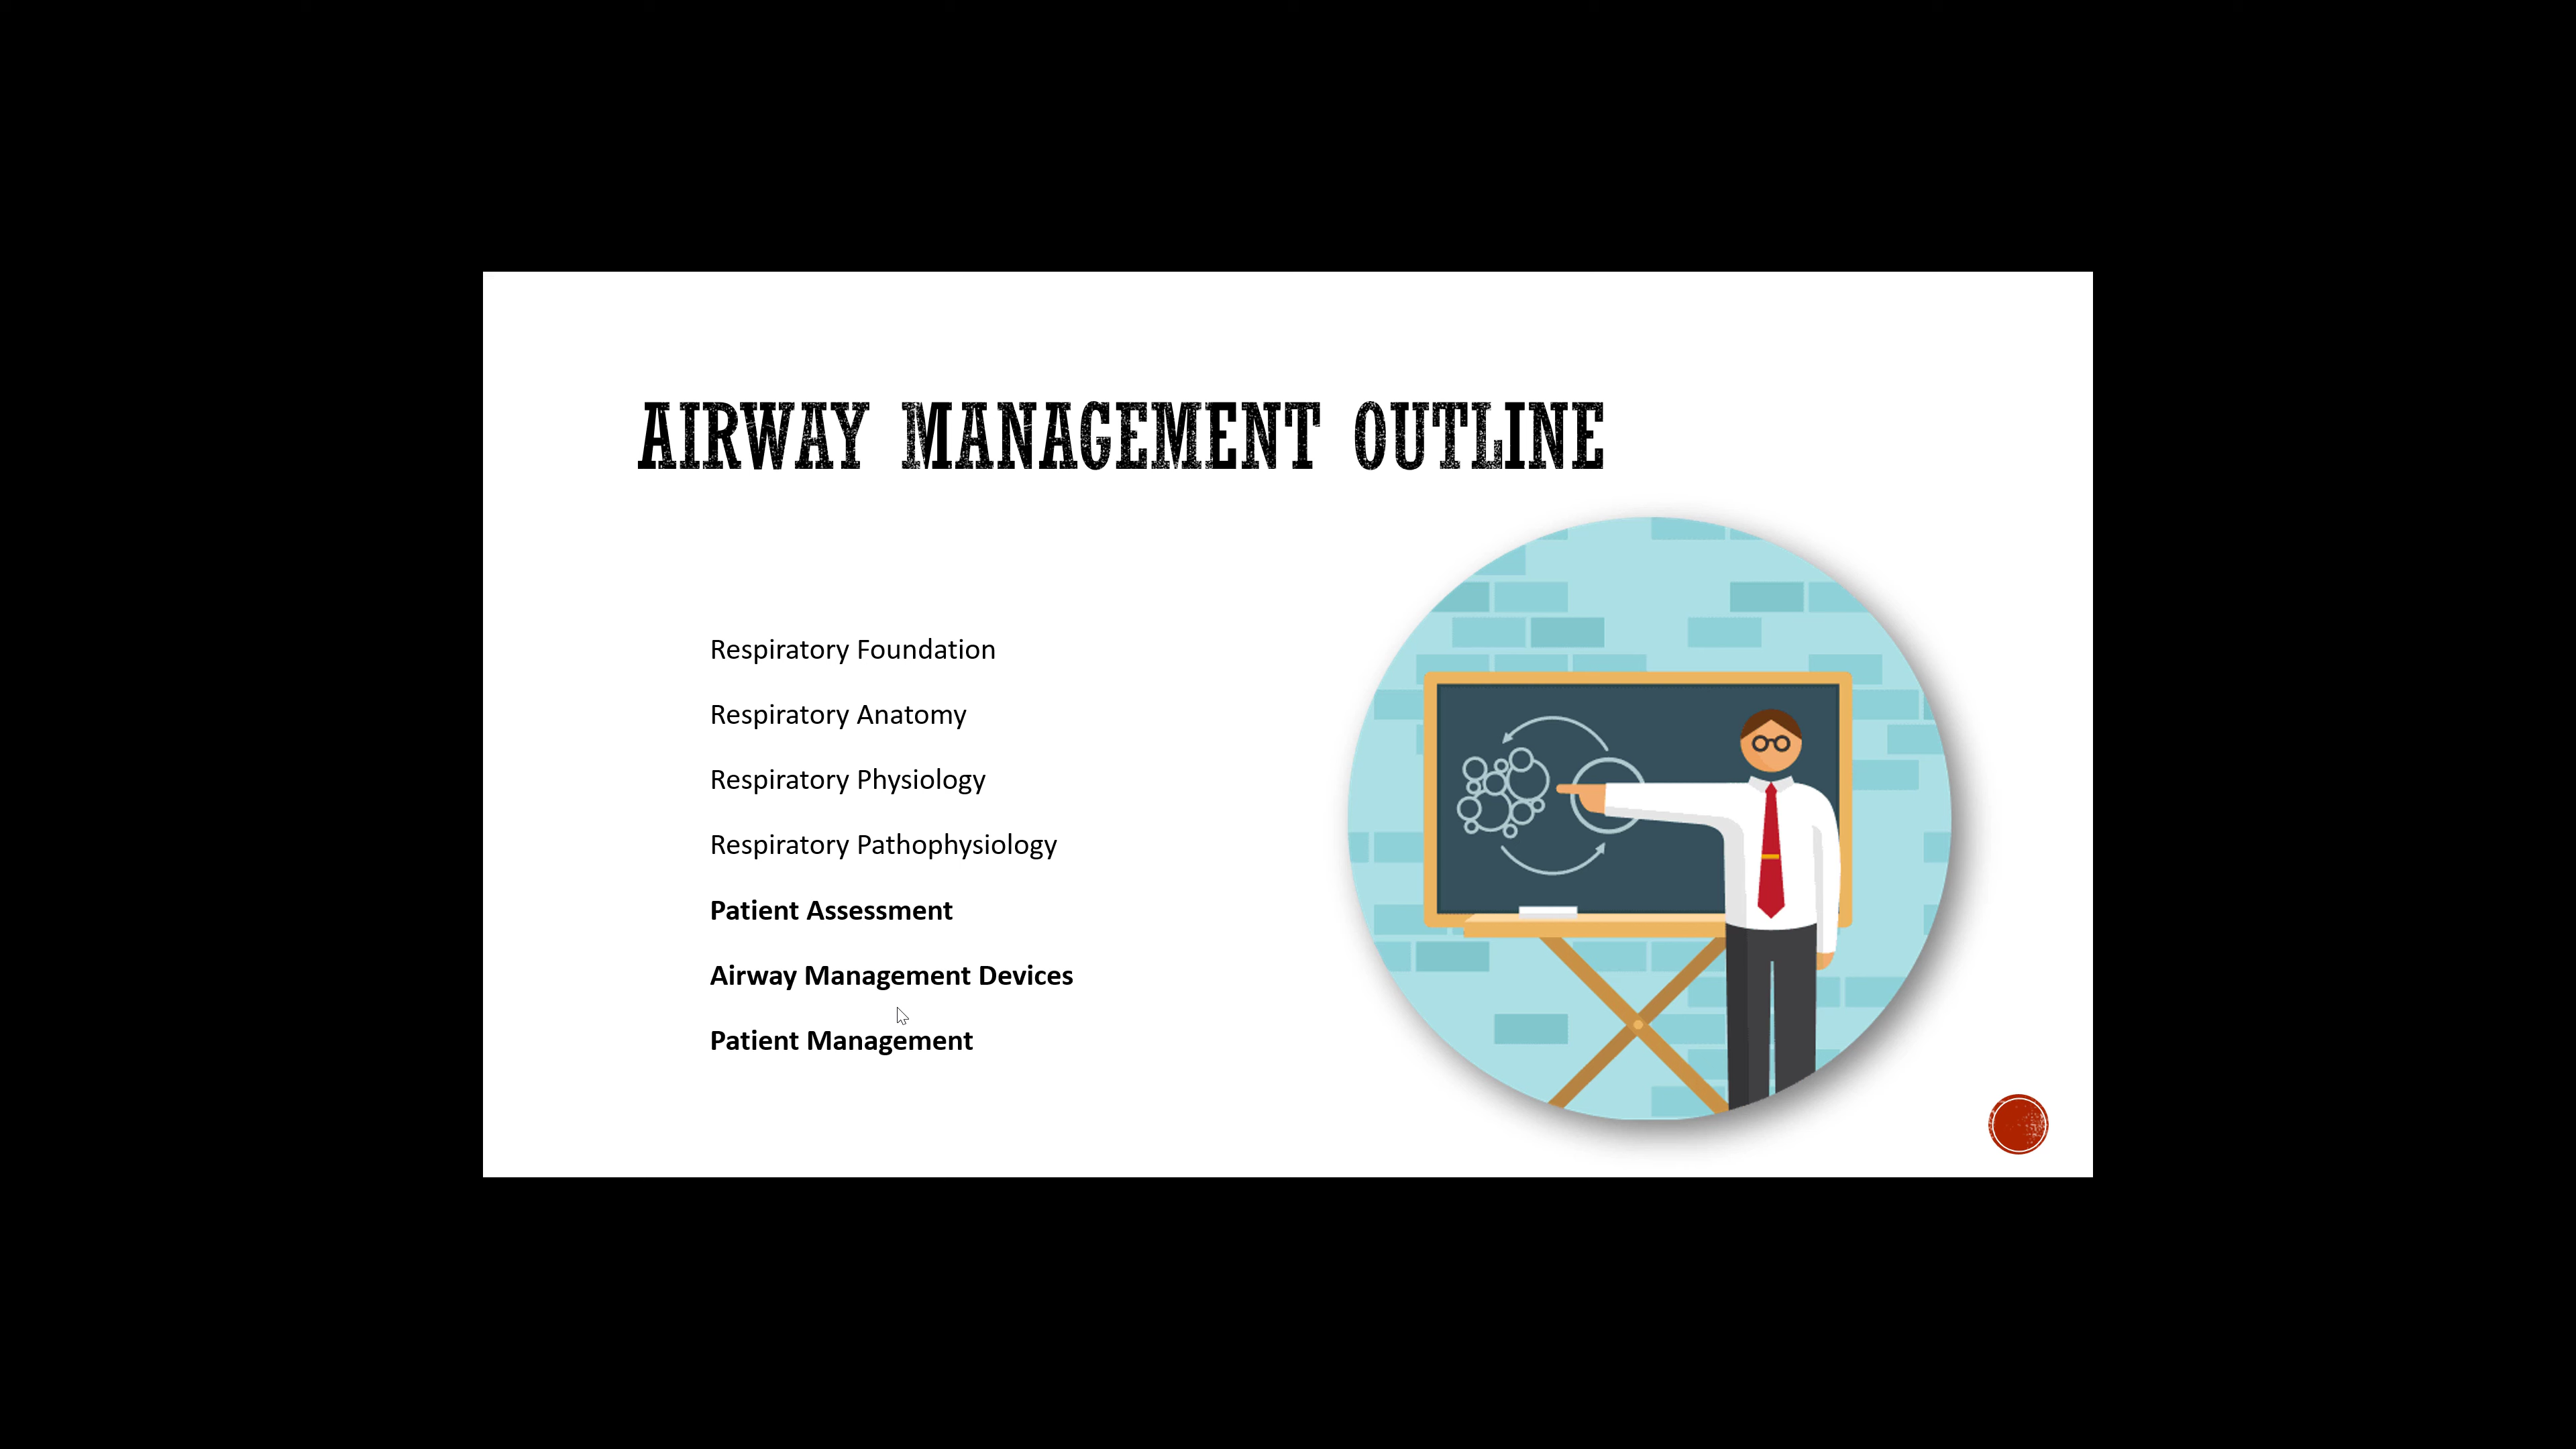 AIRWAY MANAGEMENT OUTLINE
Respiratory Foundation
Respiratory Anatomy
Respiratory Physiology
Respiratory Pathophysiology
Patient Assessment
Airway Management Devices
Patient Management